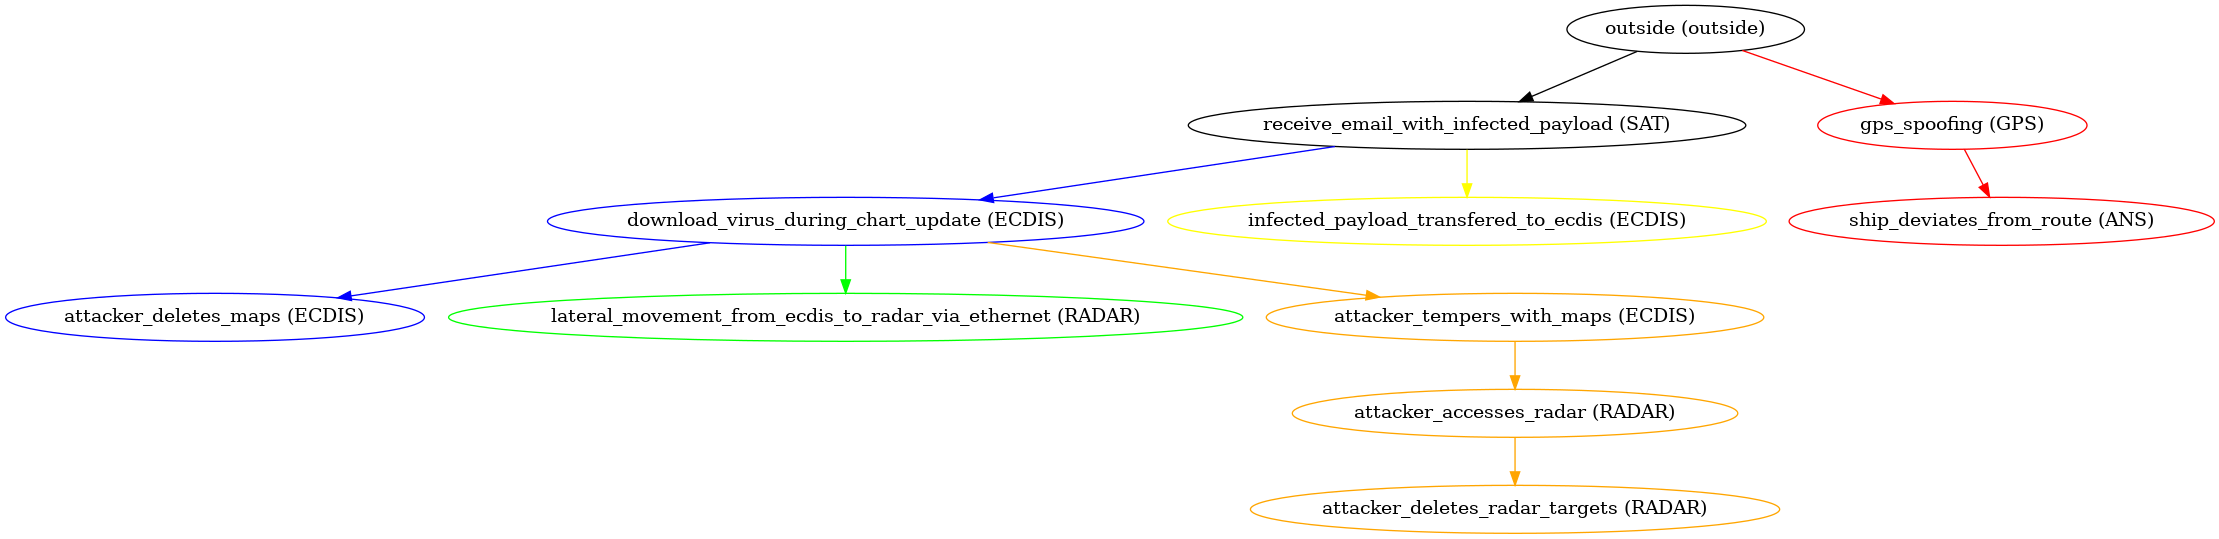 outside (outside)
receive_email_with_infected_payload (SAT)
gps_spoofing (GPS)
download_virus_during_chart_update (ECDIS)
infected_payload_transfered_to_ecdis (ECDIS)
ship_deviates_from_route (ANS)
attacker_deletes_maps (ECDIS)
lateral_movement_from_ecdis_to_radar_via_ethernet (RADAR)
attacker_tempers_with_maps (ECDIS)
attacker_accesses_radar (RADAR)
attacker_deletes_radar_targets (RADAR)